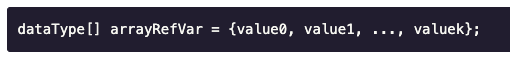 dataType[] arrayRefVar = {value0, value1, ..., valuek};